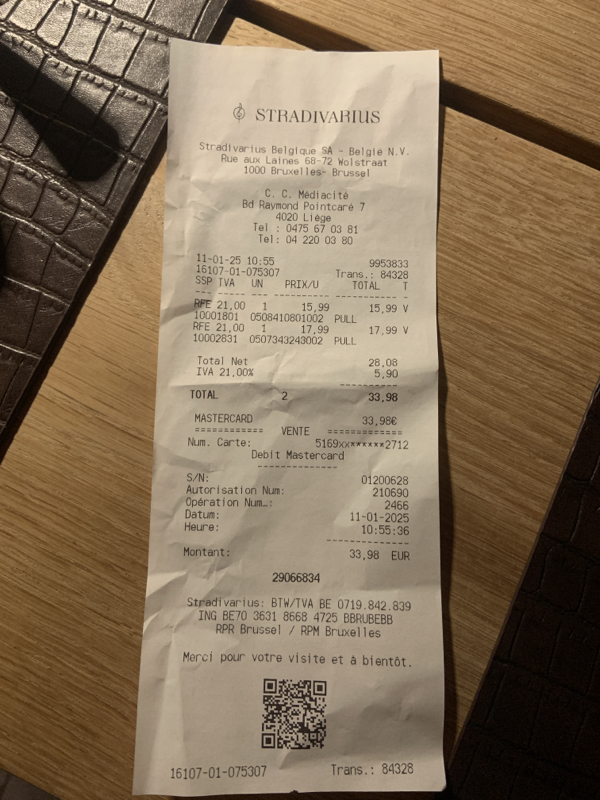 STRADIVARIUS
Stradivarius Belgique SA - Belgie N.V.
Rue aux Laines 68-72 Wolstraat
1000 Bruxelles- Brussel
C. C. Médiacité
Bd Raymond Pointcaré 7
4020 Liège
Tel : 0475 67 03 81
Tel: 04 220 03 80
11-01-25 10:55 9953833
16107-01-075307 Trans.: 84328
SSP TVA UN PRIX/U TOTAL T
RFE 21,00 1 15,99 15,99 V
10001801 0508410801002 PULL
RFE 21,00 1 17,99 17,99 V
10002831 0507343243002 PULL
Total Net 28,08
IVA 21,00% 5,90
TOTAL 2 33,98
MASTERCARD 33,98€
============ VENTE ============
Num. Carte: 5169xx******2712
Debit Mastercard
--------------
S/N: 01200628
Autorisation Num: 210690
Opération Num.: 2466
Datum: 11-01-2025
Heure: 10:55:36
--------------
Montant: 33,98 EUR
29066834
Stradivarius: BTW/TVA BE 0719.842.839
ING BE70 3631 8668 4725 BBRUBEBB
RPR Brussel / RPM Bruxelles
Merci pour votre visite et à bientôt.
16107-01-075307 Trans.: 84328